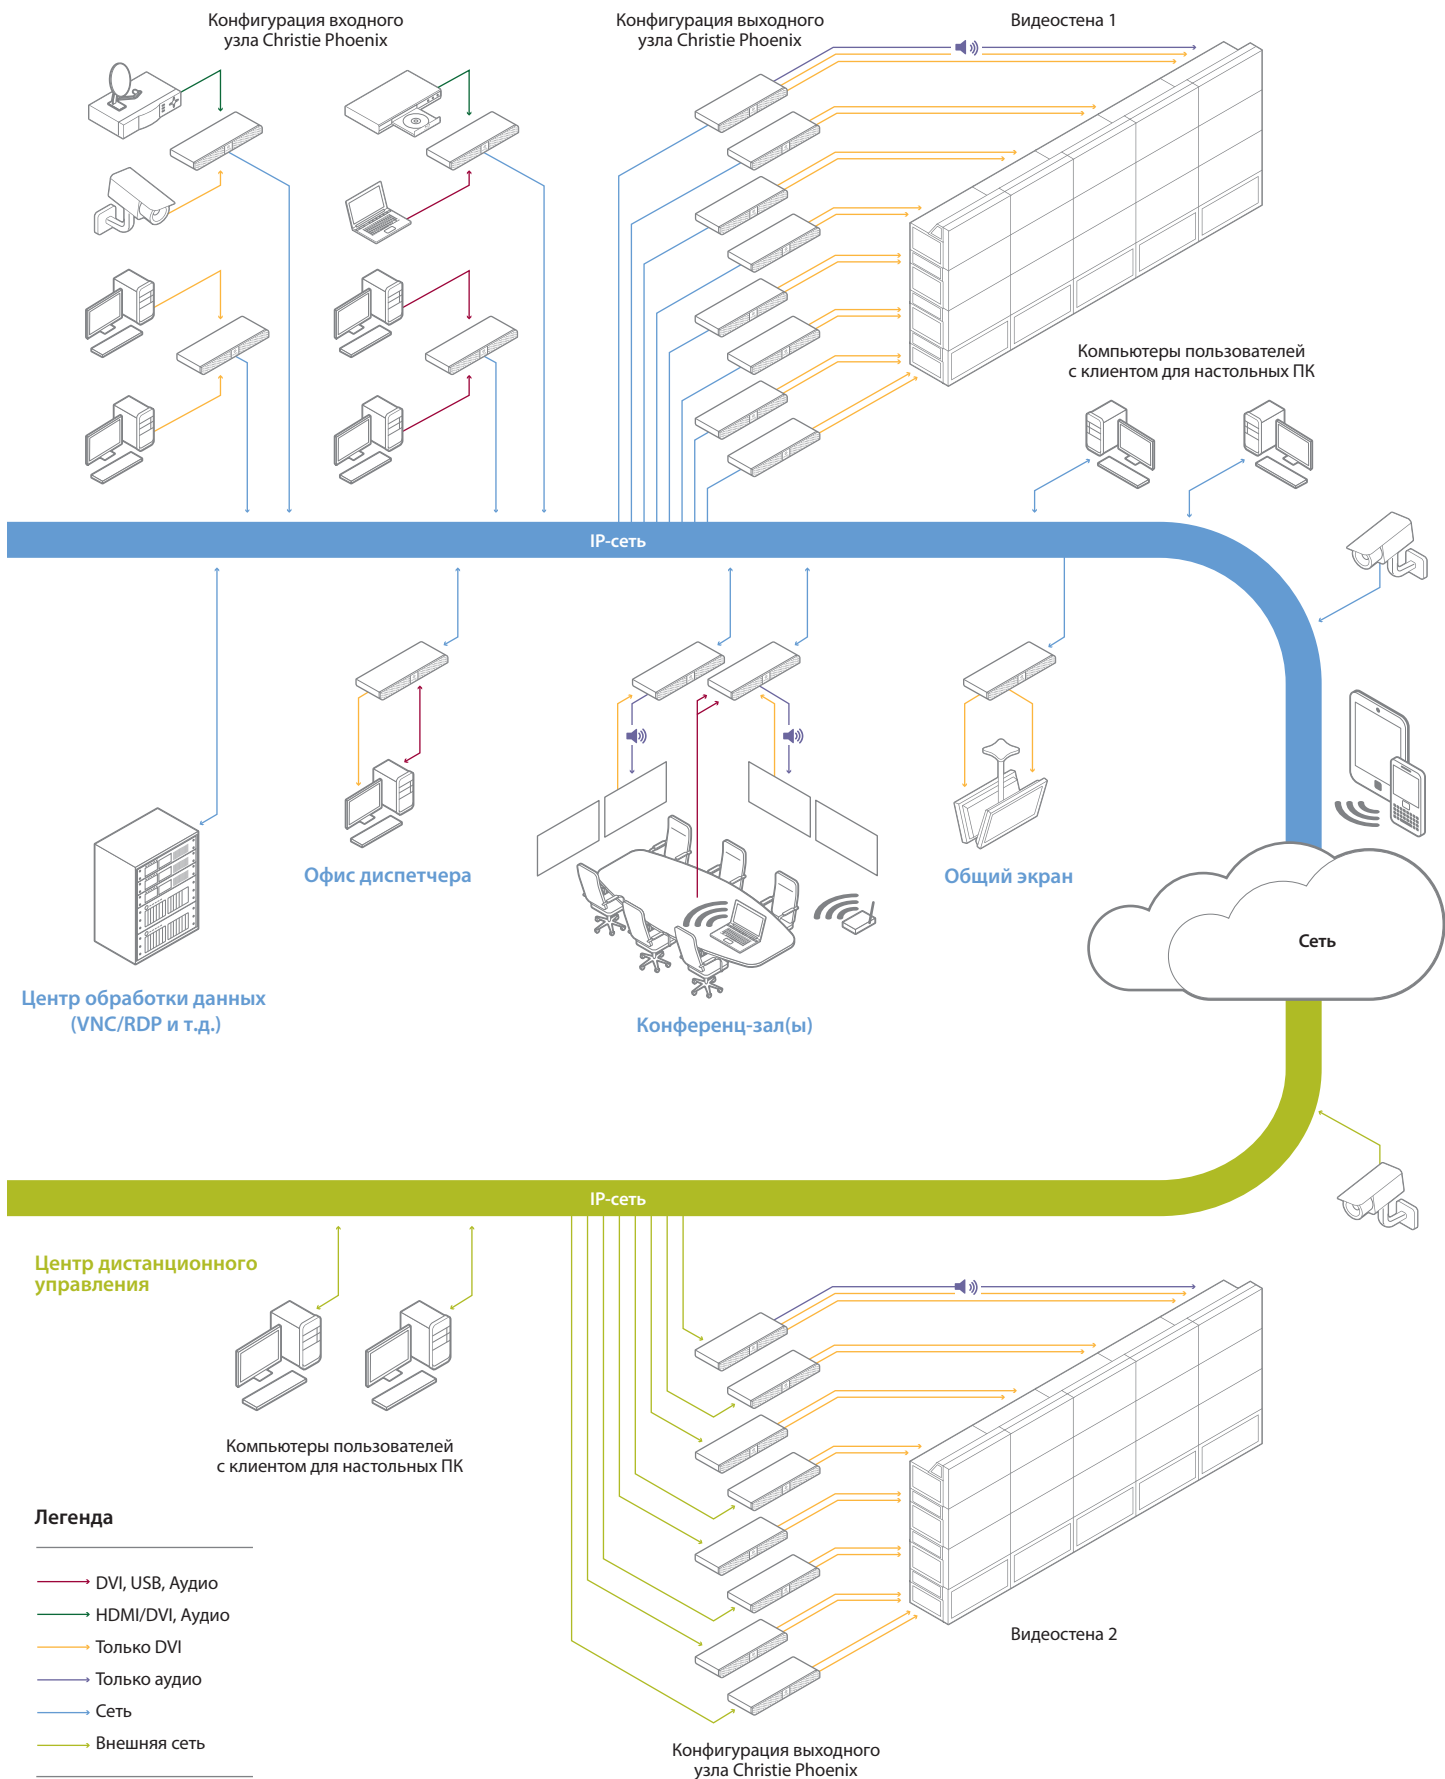 Конфигурация входного
узла Christie Phoenix
Конфигурация выходного
узла Christie Phoenix
Видеостена 1
Компьютеры пользователей
с клиентом для настольных ПК
IP-сеть
Офис диспетчера
Общий экран
Сеть
Центр обработки данных
(VNC/RDP и т.д.)
Конференц-зал(ы)
IP-сеть
Центр дистанционного
управления
Компьютеры пользователей
с клиентом для настольных ПК
Видеостена 2
Легенда
DVI, USB, Аудио
HDMI/DVI, Аудио
Только DVI
Только аудио
Сеть
Внешняя сеть
Конфигурация выходного
узла Christie Phoenix